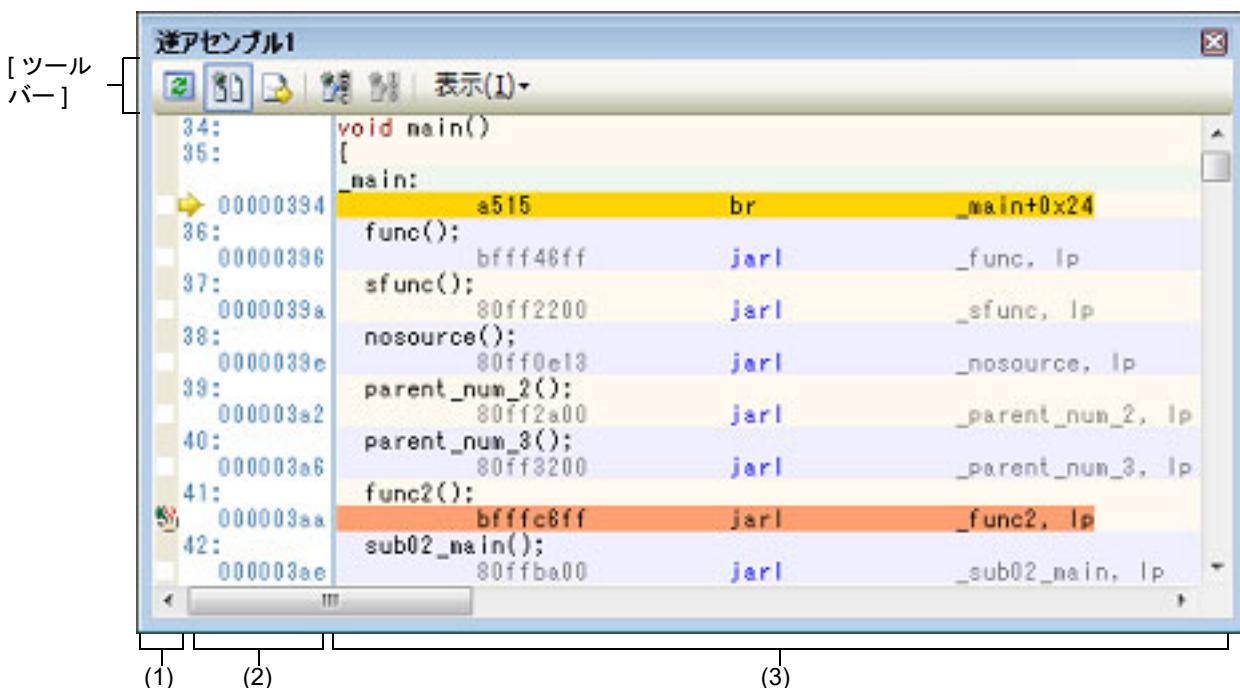 逆アセンブル1
[ ツール
バー ]
表示(I)
34: void main()
35: {
_main:
00000394 a515 br _main+0x24
36: func();
00000396 bfff46ff jarl _func, lp
37: sfunc();
0000039a 80ff2200 jarl _sfunc, lp
38: nosource();
0000039e 80ff0e13 jarl _nosource, lp
39: parent_num_2();
000003a2 80ff2a00 jarl _parent_num_2, lp
40: parent_num_3();
000003a6 80ff3200 jarl _parent_num_3, lp
41: func2();
000003aa bfffc6ff jarl _func2, lp
42: sub02_main();
000003ae 80ffba00 jarl _sub02_main, lp
(1) (2) (3)